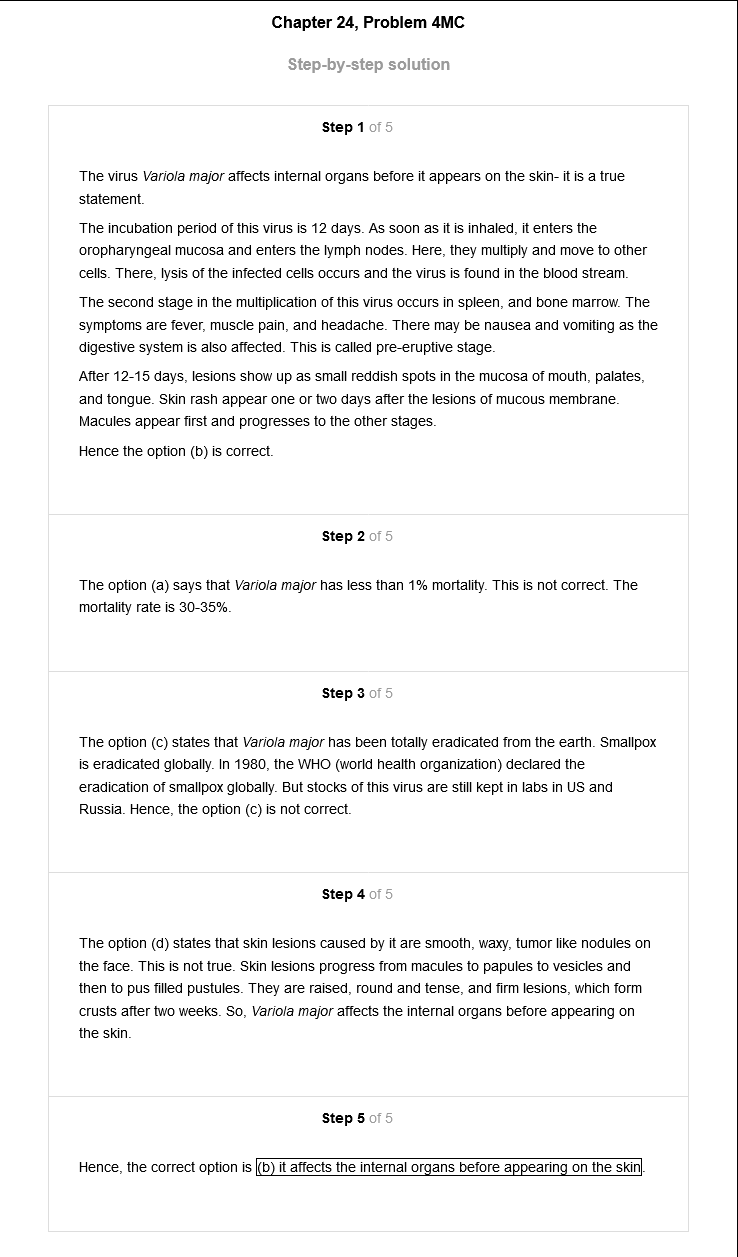 Chapter 24, Problem 4MC
Step-by-step solution
Step 1 of 5
The virus Variola major affects internal organs before it appears on the skin- it is a true
statement.
The incubation period of this virus is 12 days. As soon as it is inhaled, it enters the
oropharyngeal mucosa and enters the lymph nodes. Here, they multiply and move to other
cells. There, lysis of the infected cells occurs and the virus is found in the blood stream.
The second stage in the multiplication of this virus occurs in spleen, and bone marrow. The
symptoms are fever, muscle pain, and headache. There may be nausea and vomiting as the
digestive system is also affected. This is called pre-eruptive stage.
After 12-15 days, lesions show up as small reddish spots in the mucosa of mouth, palates,
and tongue. Skin rash appear one or two days after the lesions of mucous membrane.
Macules appear first and progresses to the other stages.
Hence the option (b) is correct.
Step 2 of 5
The option (a) says that Variola major has less than 1% mortality. This is not correct. The
mortality rate is 30-35%.
Step 3 of 5
The option (c) states that Variola major has been totally eradicated from the earth. Smallpox
is eradicated globally. In 1980, the WHO (world health organization) declared the
eradication of smallpox globally. But stocks of this virus are still kept in labs in US and
Russia. Hence, the option (c) is not correct.
Step 4 of 5
The option (d) states that skin lesions caused by it are smooth, waxy, tumor like nodules on
the face. This is not true. Skin lesions progress from macules to papules to vesicles and
then to pus filled pustules. They are raised, round and tense, and firm lesions, which form
crusts after two weeks. So, Variola major affects the internal organs before appearing on
the skin.
Step 5 of 5
Hence, the correct option is (b) it affects the internal organs before appearing on the skin.